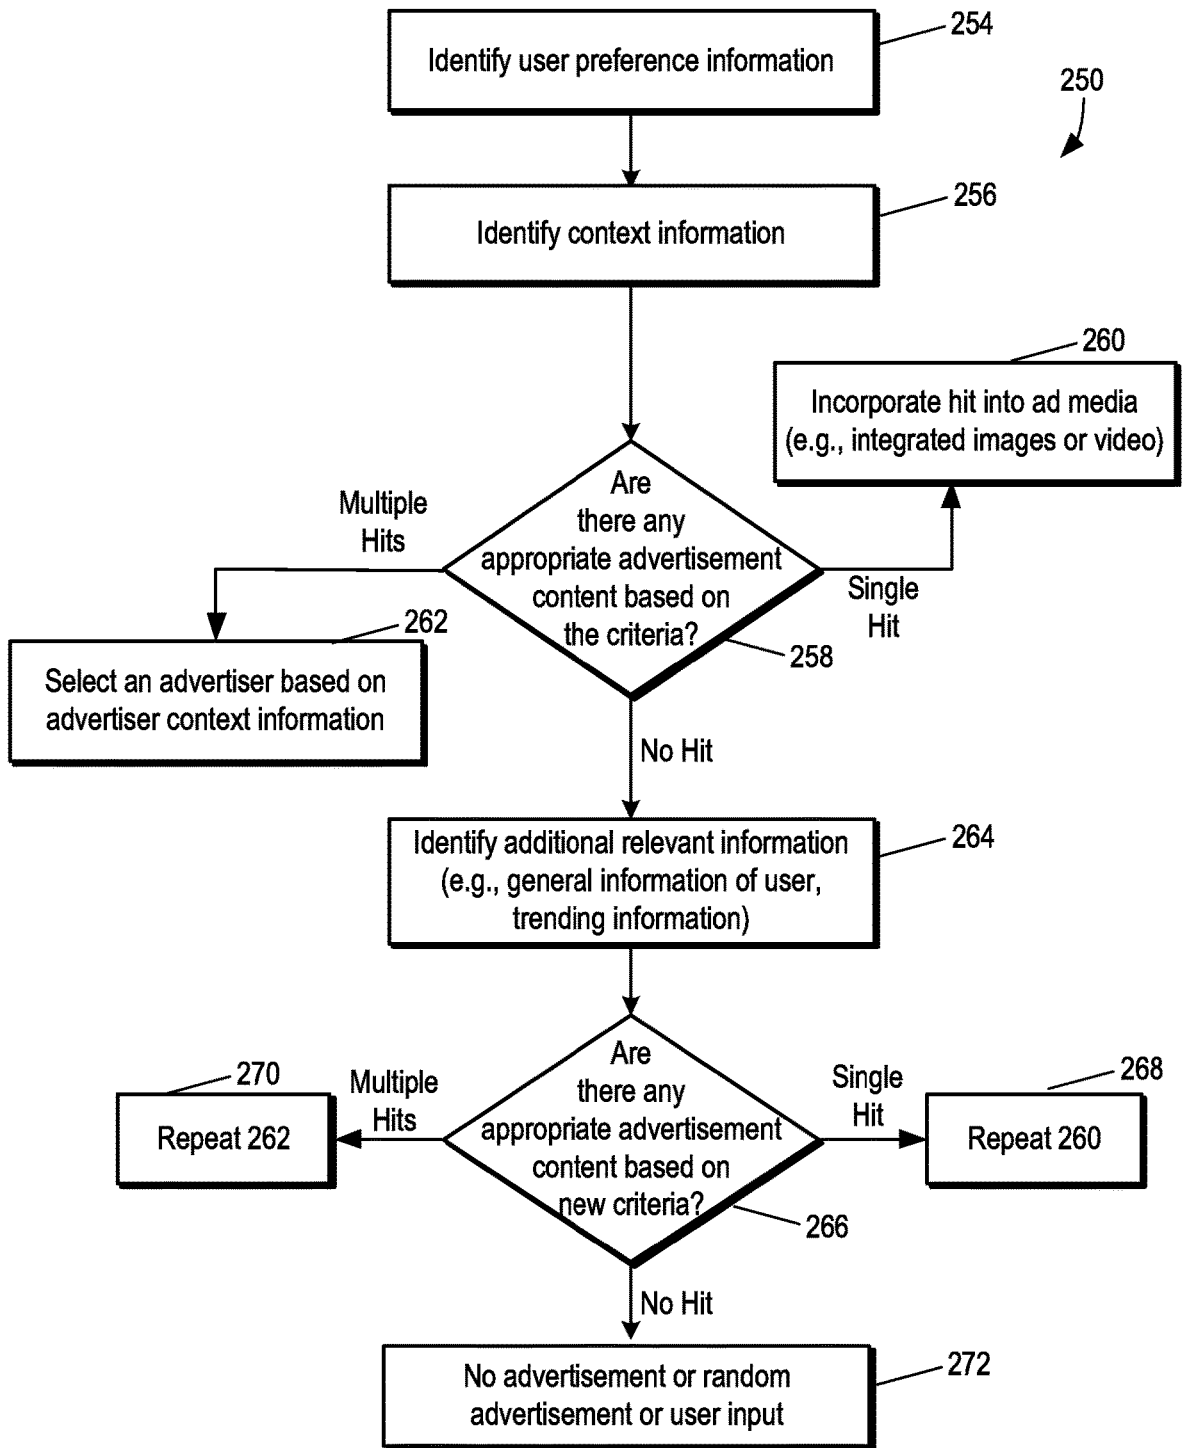 254
Identify user preference information
250
256
Identify context information
260
Incorporate hit into ad media
(e.g., integrated images or video)
Multiple
Hits
Are
there any
appropriate advertisement
content based on
the criteria?
Single
Hit
258
262
Select an advertiser based on
advertiser context information
No Hit
264
Identify additional relevant information
(e.g., general information of user,
trending information)
270
Repeat 262
Multiple
Hits
Are
there any
appropriate advertisement
content based on
new criteria?
Single
Hit
268
Repeat 260
266
No Hit
272
No advertisement or random
advertisement or user input